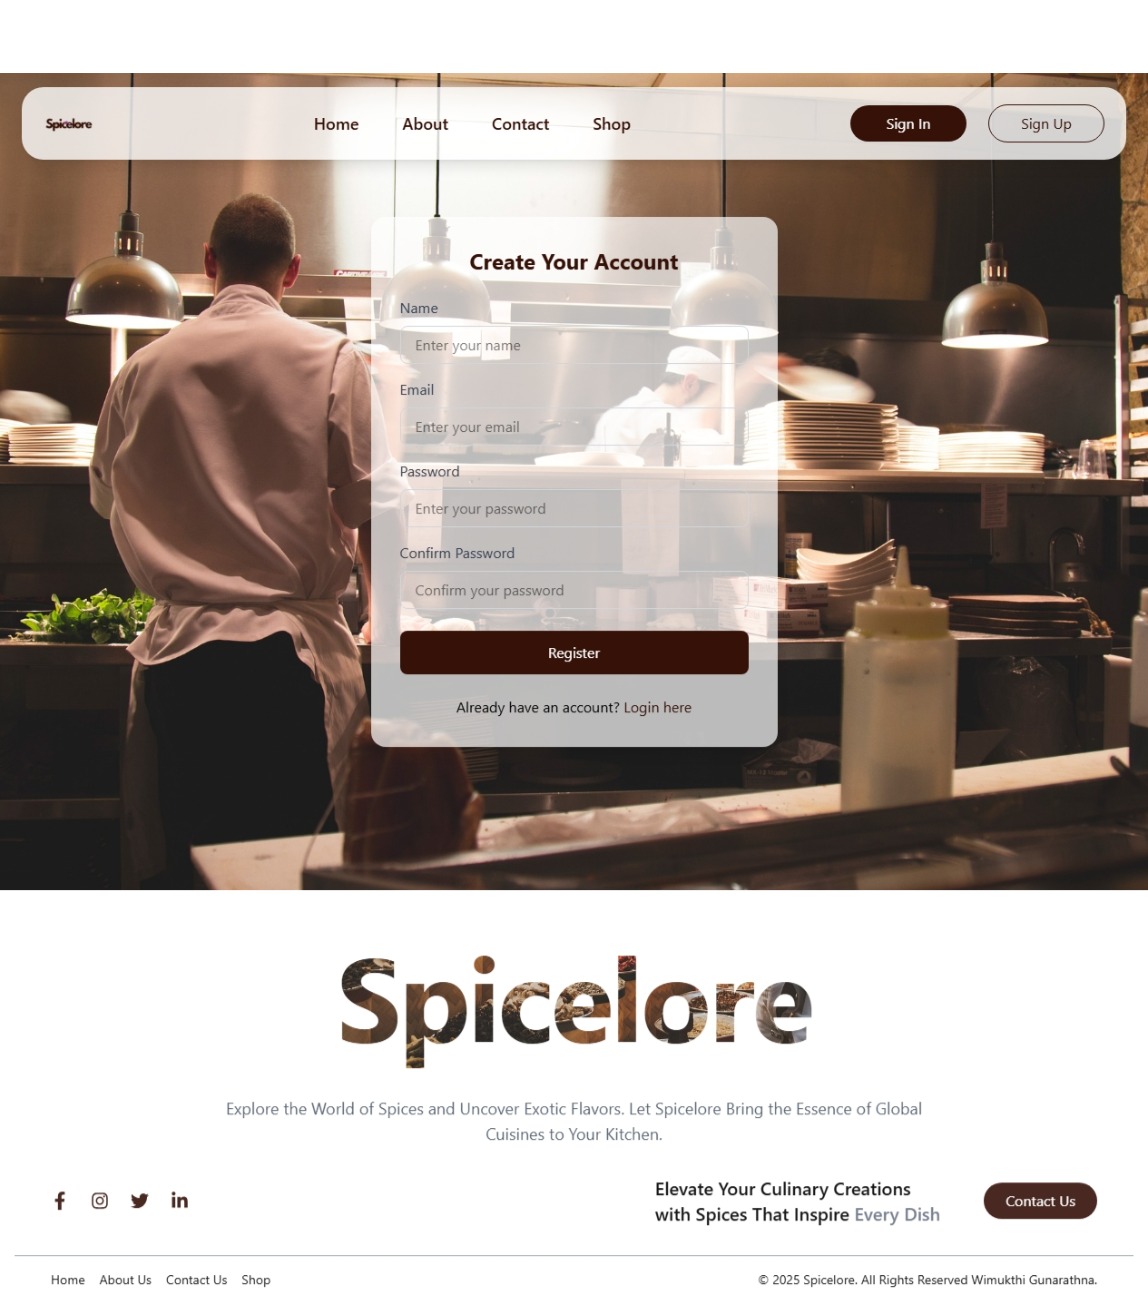 Spicelore
Home About Contact Shop
Sign In Sign Up
Create Your Account
Name
Enter your name
Email
Enter your email
Password
Enter your password
Confirm Password
Confirm your password
Register
Already have an account? Login here
Spicelore
Explore the World of Spices and Uncover Exotic Flavors. Let Spicelore Bring the Essence of Global
Cuisines to Your Kitchen.
Elevate Your Culinary Creations
with Spices That Inspire Every Dish
Contact Us
Home About Us Contact Us Shop
© 2025 Spicelore. All Rights Reserved Wimukthi Gunarathna.